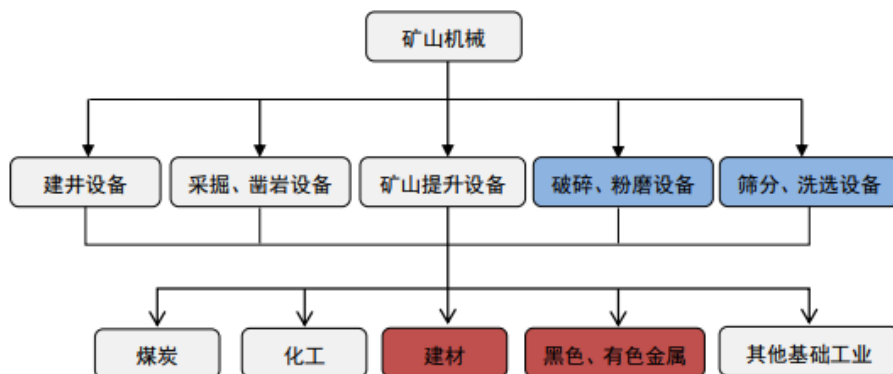 矿山机械
建井设备
采掘、凿岩设备
矿山提升设备
破碎、粉磨设备
筛分、洗选设备
煤炭
化工
建材
黑色、有色金属
其他基础工业